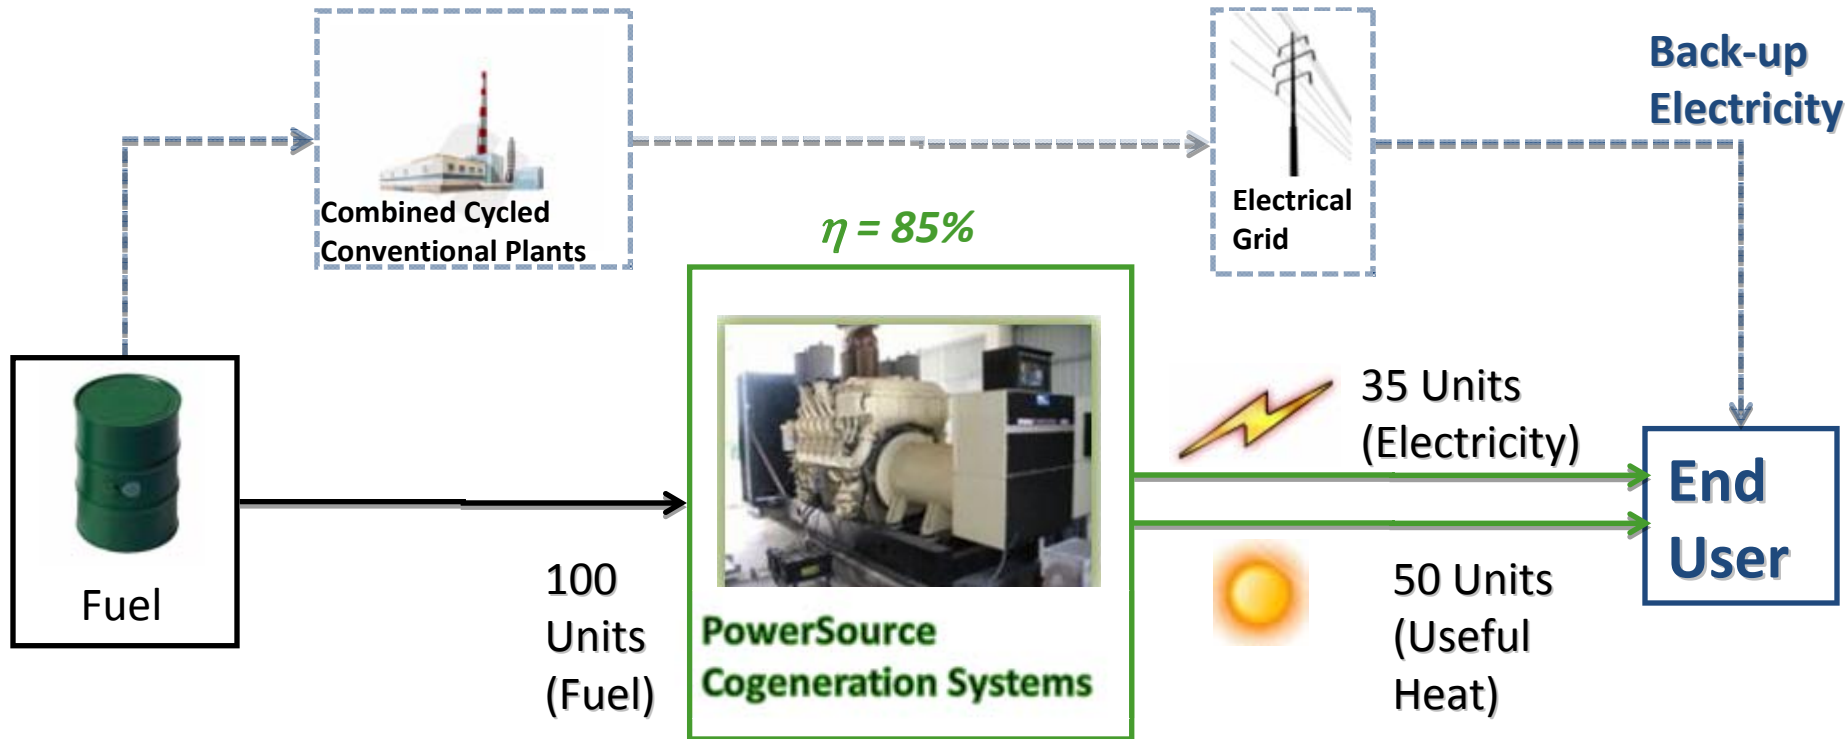 Back-up
Electricity
Combined Cycled
Conventional Plants
Electrical
Grid
η = 85%
35 Units
(Electricity)
End
User
Fuel
100
Units
(Fuel)
PowerSource
Cogeneration Systems
50 Units
(Useful
Heat)